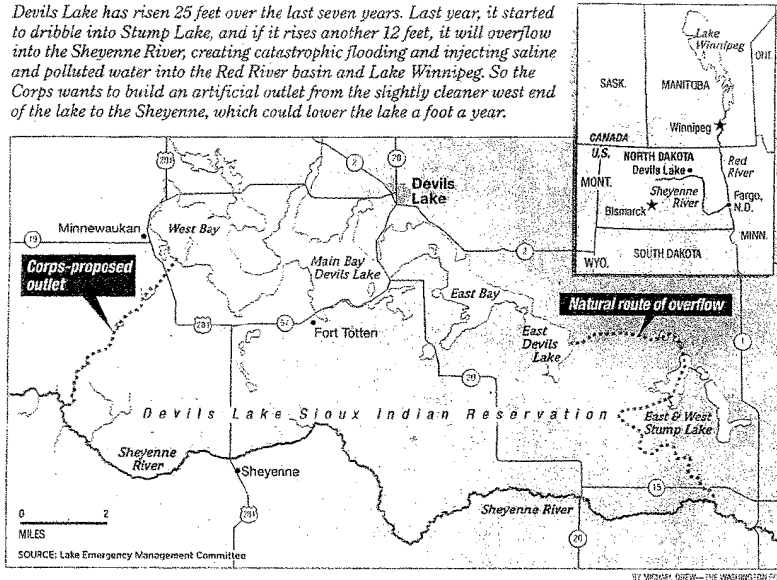 Devils Lake has risen 25 feet over the last seven years. Last year, it started
to dribble into Stump Lake, and if it rises another 12 feet, it will overflow
into the Sheyenne River, creating catastrophic flooding and injecting saline
and polluted water into the Red River basin and Lake Winnipeg. So the
Corps wants to build an artificial outlet from the slightly cleaner west end
of the lake to the Sheyenne, which could lower the lake a foot a year.
Lake
Winnipeg
ONT.
SASK.
MANITOBA
Winnipeg
CANADA
U.S.
NORTH DAKOTA
Devils Lake
Red
River
MONT.
Sheyenne
River
Fargo,
N.D.
Bismarck
MINN.
SOUTH DAKOTA
WYO.
281
2
20
Devils
Lake
Minnewaukan
West Bay
19
2
Main Bay
Devils Lake
Corps-proposed
outlet
East Bay
Natural route of overflow
281
57
Fort Totten
East
Devils
Lake
1
20
Devils Lake Sioux Indian Reservation
East & West
Stump Lake
Sheyenne
River
Sheyenne
15
281
Sheyenne River
20
0 2
MILES
SOURCE: Lake Emergency Management Committee
BY MICHAEL DREW—THE WASHINGTON